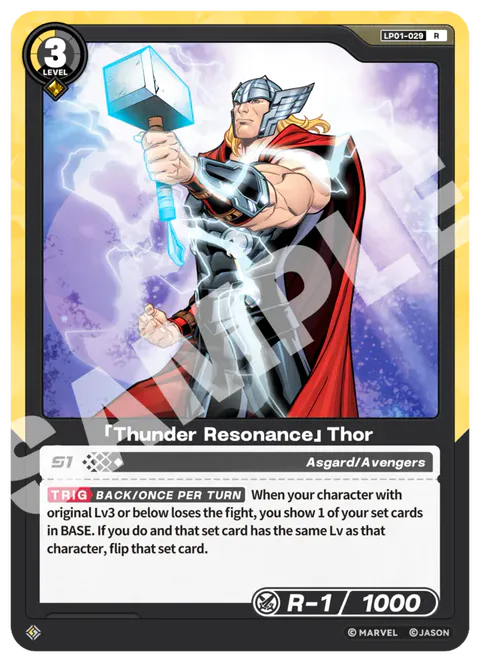 3
LEVEL
LP01-029 R
SAMPLE
「Thunder Resonance」 Thor
S1
Asgard/Avengers
TRIG BACK/ONCE PER TURN When your character with
original Lv3 or below loses the fight, you show 1 of your set cards
in BASE. If you do and that set card has the same Lv as that
character, flip that set card.
R-1 / 1000
©MARVEL ©JASON